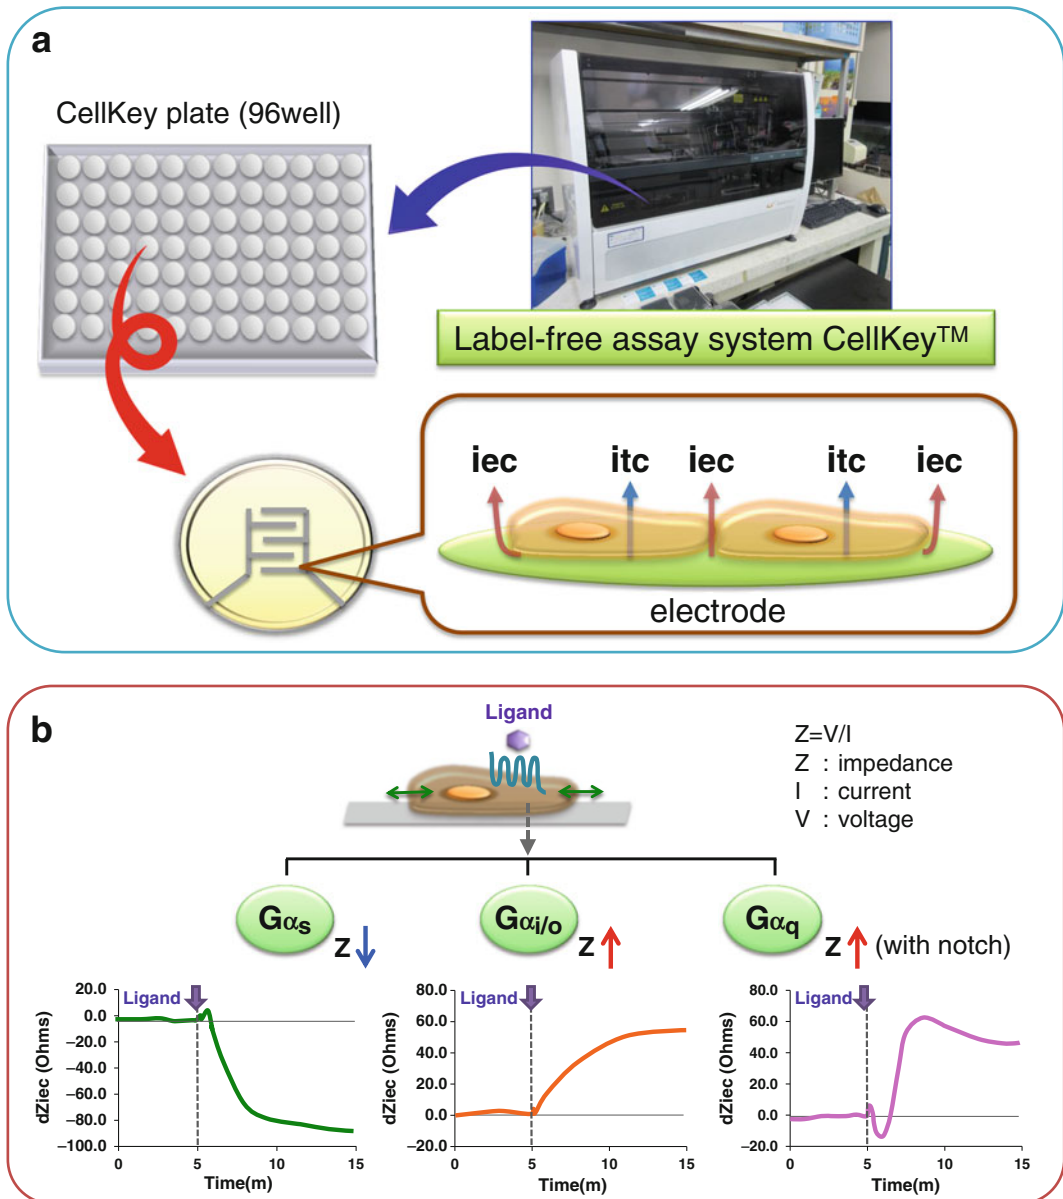 a
CellKey plate (96well)
Label-free assay system CellKey™
iec itc iec itc iec
electrode
b
Ligand
Z=V/I
Z : impedance
I : current
V : voltage
Gαs
Z
Gαi/o
Z
Gαq
Z (with notch)
Ligand
dZiec (Ohms)
20.0
0.0
−20.0
−40.0
−60.0
−80.0
−100.0
0 5 10 15
Time(m)
Ligand
dZiec (Ohms)
80.0
60.0
40.0
20.0
0.0
−20.0
0 5 10 15
Time(m)
Ligand
dZiec (Ohms)
80.0
60.0
40.0
20.0
0.0
−20.0
0 5 10 15
Time(m)